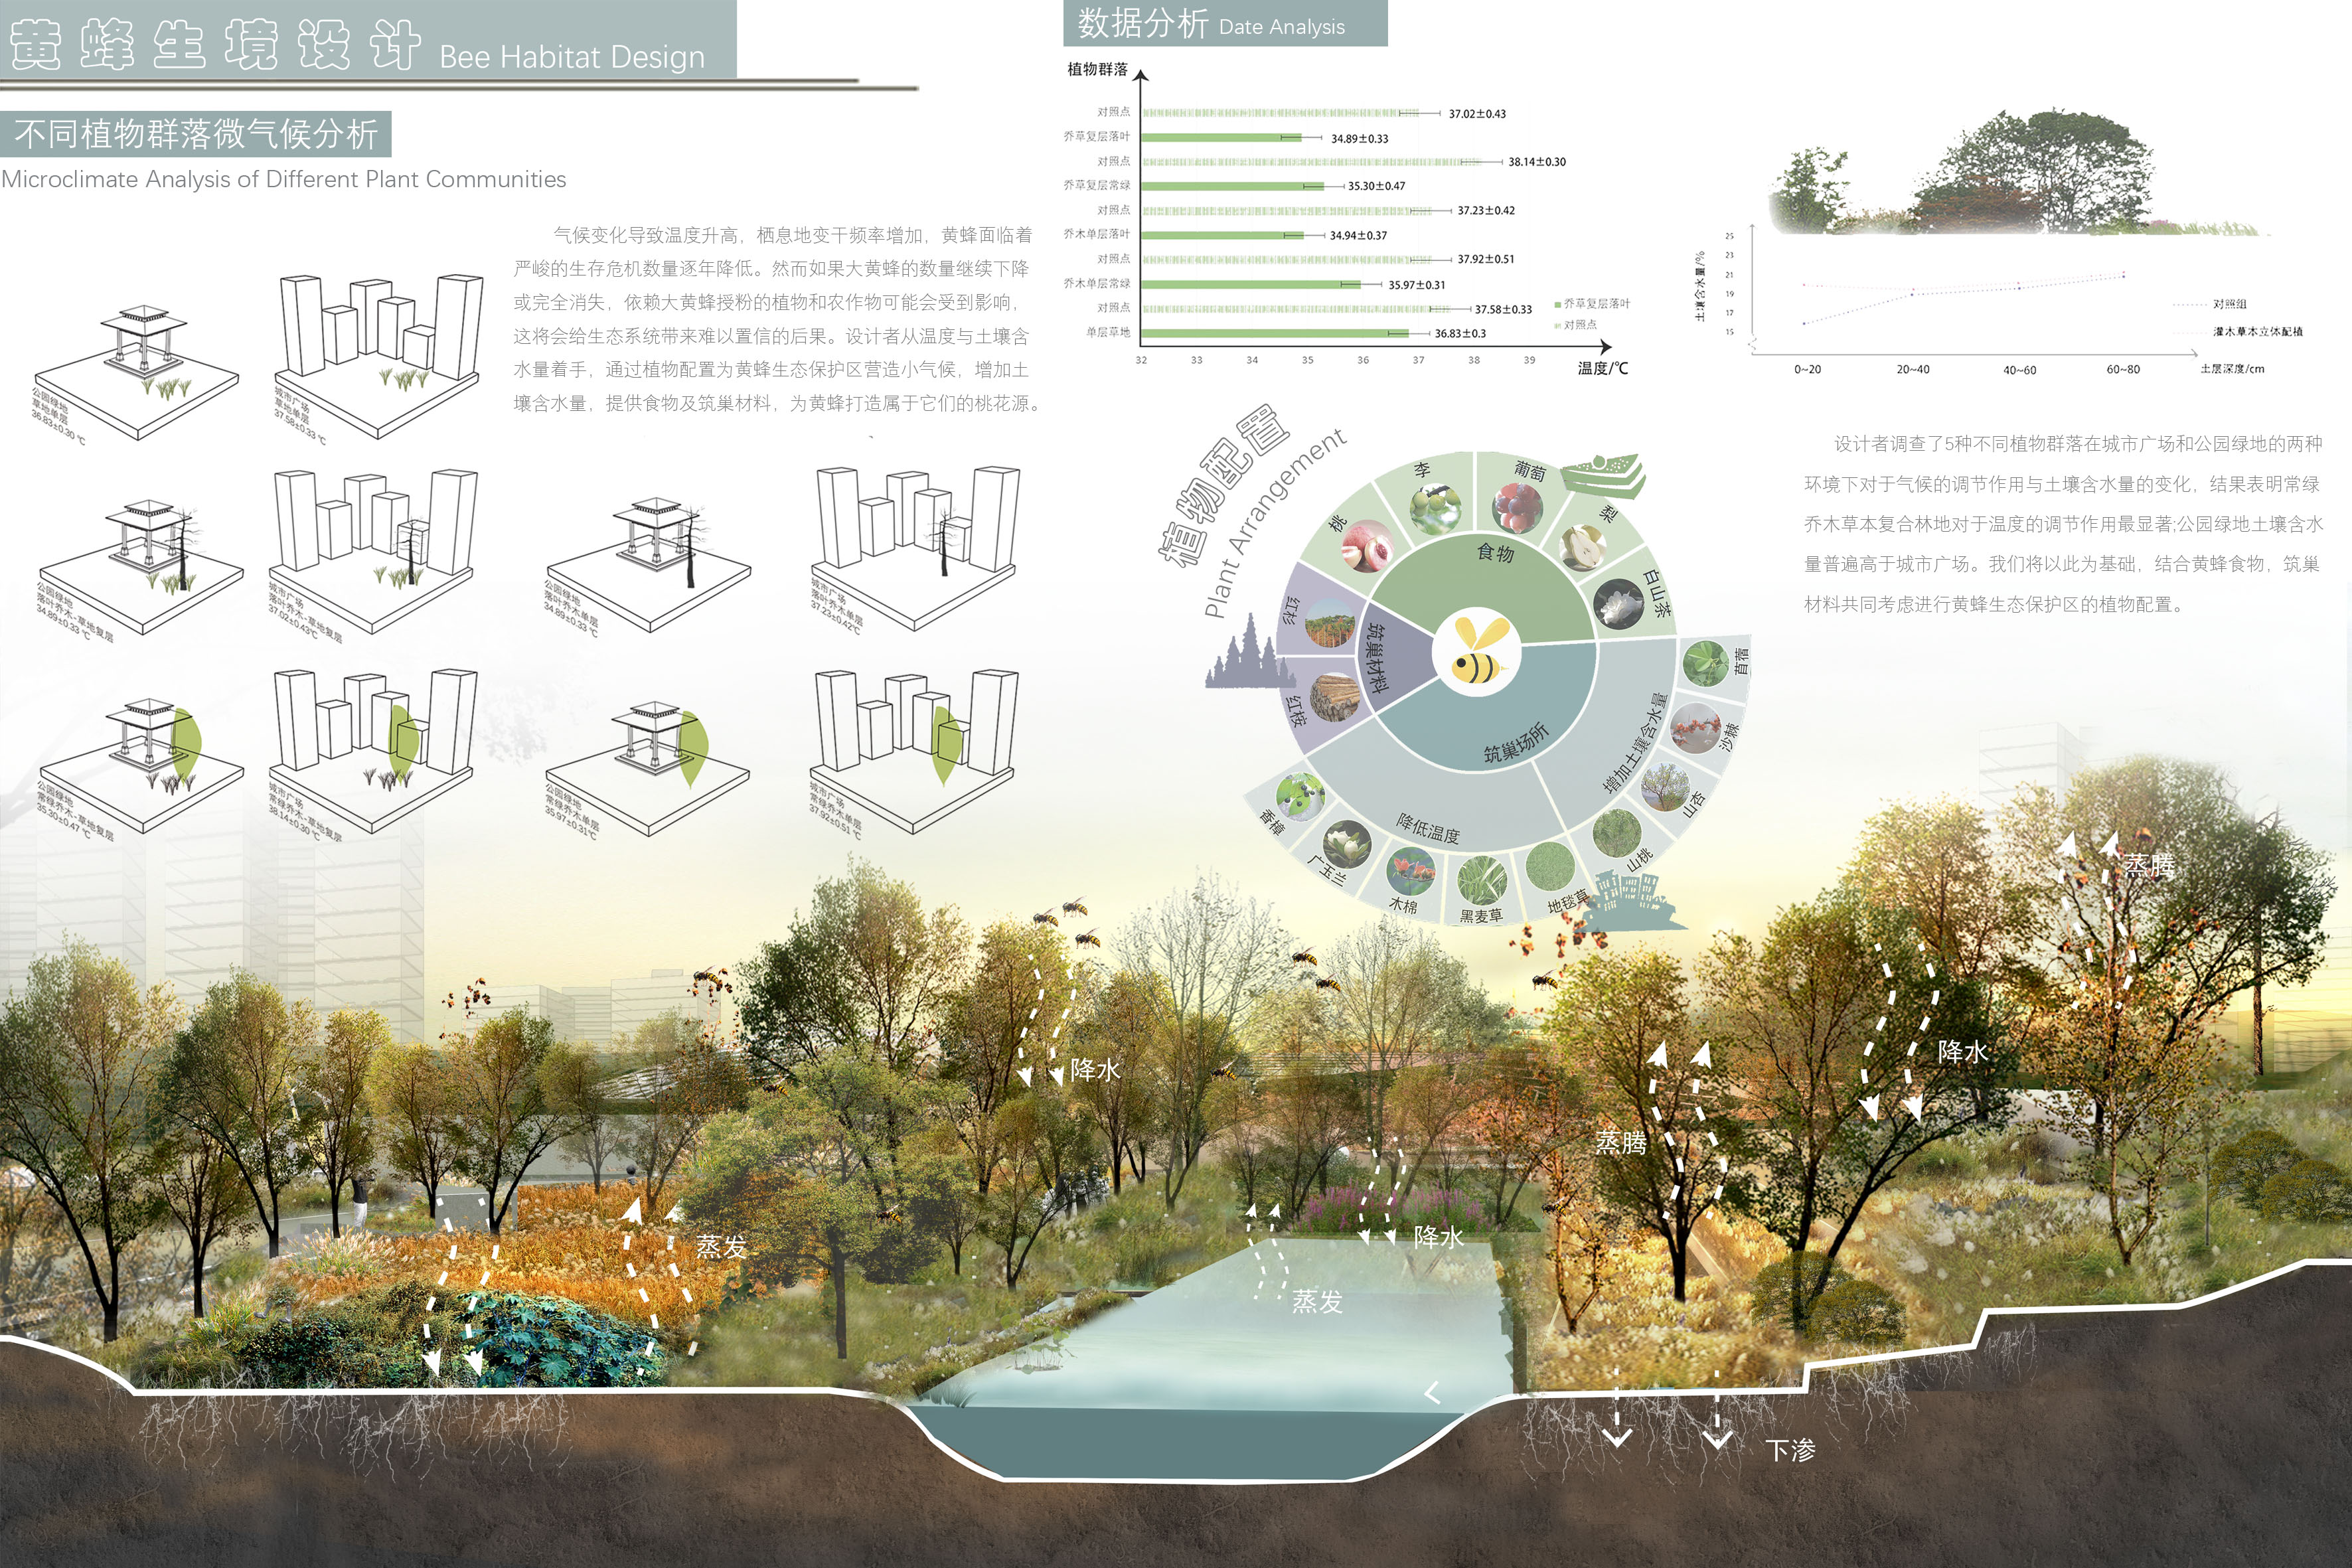 黄蜂生境设计 Bee Habitat Design
不同植物群落微气候分析
Microclimate Analysis of Different Plant Communities
气候变化导致温度升高，栖息地变干频率增加，黄蜂面临着
严峻的生存危机数量逐年降低。然而如果大黄蜂的数量继续下降
或完全消失，依赖大黄蜂授粉的植物和农作物可能会受到影响，
这将会给生态系统带来难以置信的后果。设计者从温度与土壤含
水量着手，通过植物配置为黄蜂生态保护区营造小气候，增加土
壤含水量，提供食物及筑巢材料，为黄蜂打造属于它们的桃花源。
公园绿地
草地单层
36.83±0.30 ℃
城市广场
草地单层
37.58±0.33 ℃
公园绿地
落叶乔木-草地复层
34.89±0.33 ℃
城市广场
落叶乔木-草地复层
37.02±0.43℃
公园绿地
落叶乔木单层
34.89±0.33 ℃
城市广场
落叶乔木单层
37.23±0.42℃
公园绿地
常绿乔木-草地复层
35.30±0.47 ℃
城市广场
常绿乔木-草地复层
38.14±0.30 ℃
公园绿地
常绿乔木单层
35.97±0.31℃
城市广场
常绿乔木单层
37.92±0.51 ℃
数据分析 Date Analysis
植物群落
对照点 37.02±0.43
乔草复层落叶 34.89±0.33
对照点 38.14±0.30
乔草复层常绿 35.30±0.47
对照点 37.23±0.42
乔木单层落叶 34.94±0.37
对照点 37.92±0.51
乔木单层常绿 35.97±0.31
对照点 37.58±0.33
单层草地 36.83±0.3
乔草复层落叶
对照点
32 33 34 35 36 37 38 39
温度/℃
土壤含水量/%
25
23
21
19
17
15
0~20 20~40 40~60 60~80 土层深度/cm
对照组
灌木草本立体配植
设计者调查了5种不同植物群落在城市广场和公园绿地的两种
环境下对于气候的调节作用与土壤含水量的变化，结果表明常绿
乔木草本复合林地对于温度的调节作用最显著;公园绿地土壤含水
量普遍高于城市广场。我们将以此为基础，结合黄蜂食物，筑巢
材料共同考虑进行黄蜂生态保护区的植物配置。
植物配置
Plant Arrangement
食物
桃
李
葡萄
梨
白山茶
筑巢材料
红杉
红桉
筑巢场所
增加土壤含水量
苜蓿
沙棘
山杏
山桃
降低温度
地毯草
黑麦草
木棉
广玉兰
香樟
蒸腾
降水
降水
蒸腾
蒸发
降水
蒸发
下渗